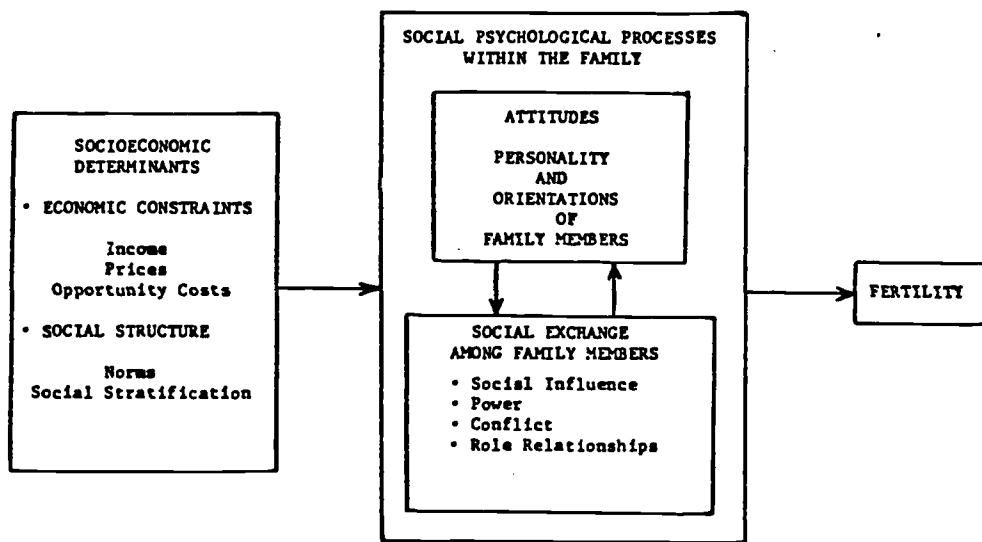 SOCIOECONOMIC
DETERMINANTS
• ECONOMIC CONSTRAINTS
Income
Prices
Opportunity Costs
• SOCIAL STRUCTURE
Norms
Social Stratification
SOCIAL PSYCHOLOGICAL PROCESSES
WITHIN THE FAMILY
ATTITUDES
PERSONALITY
AND
ORIENTATIONS
OF
FAMILY MEMBERS
SOCIAL EXCHANGE
AMONG FAMILY MEMBERS
• Social Influence
• Power
• Conflict
• Role Relationships
FERTILITY